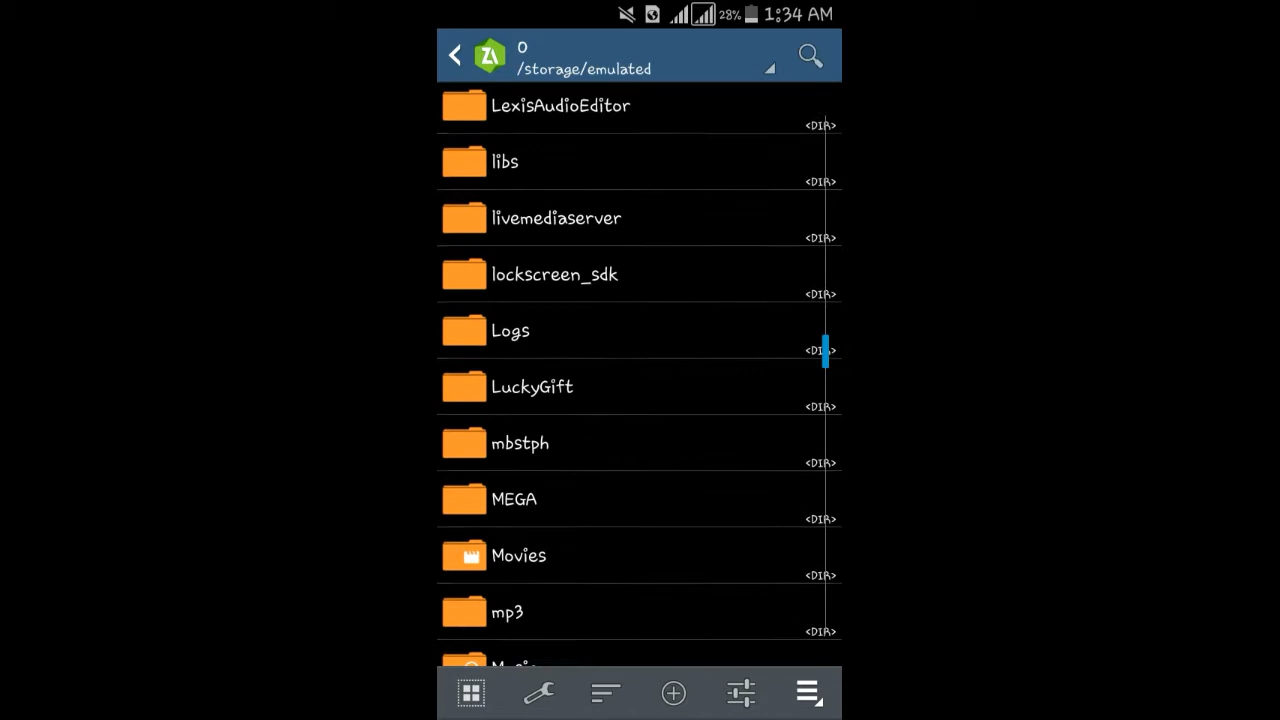 28% 1:34 AM
0
/storage/emulated
LexisAudioEditor
<DIR>
libs
<DIR>
livemediaserver
<DIR>
lockscreen_sdk
<DIR>
Logs
<DIR>
LuckyGift
<DIR>
mbstph
<DIR>
MEGA
<DIR>
Movies
<DIR>
mp3
<DIR>